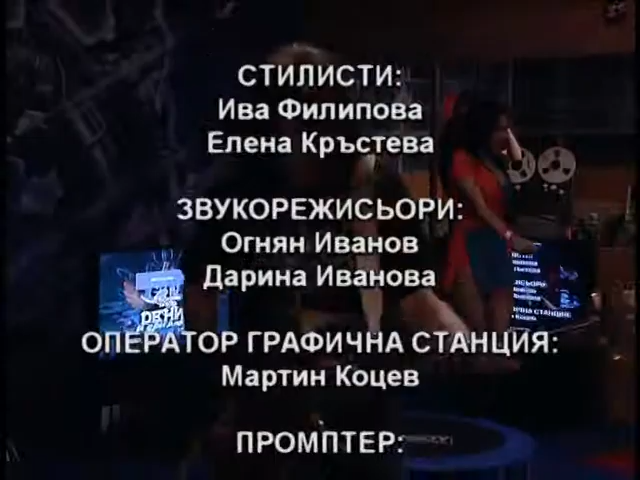 СТИЛИСТИ:
Ива Филипова
Елена Кръстева
ЗВУКОРЕЖИСЬОРИ:
Огнян Иванов
Дарина Иванова
ОПЕРАТОР ГРАФИЧНА СТАНЦИЯ:
Мартин Коцев
ПРОМПТЕР: